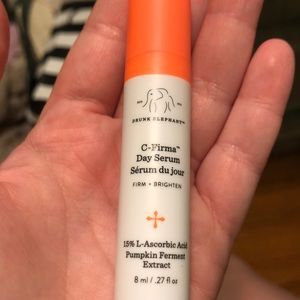 DRUNK ELEPHANT™
C-Firma™
Day Serum
Sérum du jour
FIRM + BRIGHTEN
15% L-Ascorbic Acid
Pumpkin Ferment
Extract
8 ml / .27 fl oz